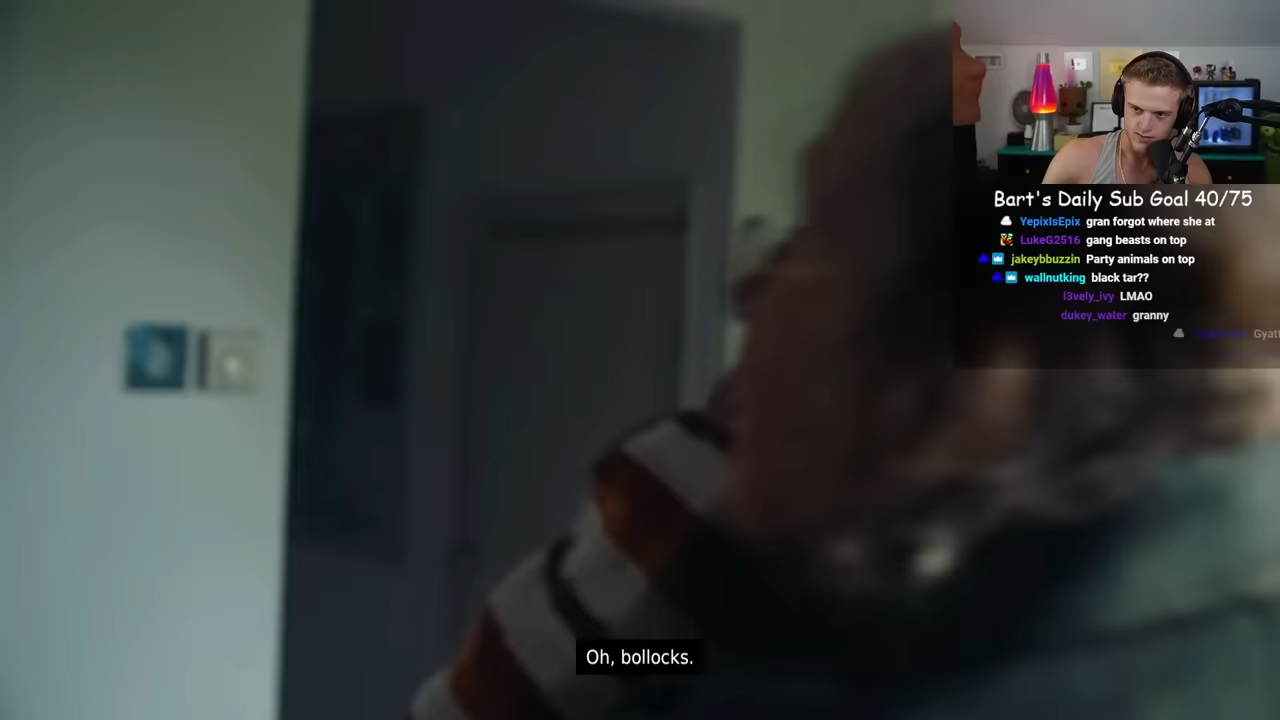 Bart's Daily Sub Goal 40/75
YepixIsEpix gran forgot where she at
LukeG2516 gang beasts on top
jakeybbuzzin Party animals on top
wallnutking black tar??
l3vely_ivy LMAO
dukey_water granny
Gyatt
Oh, bollocks.